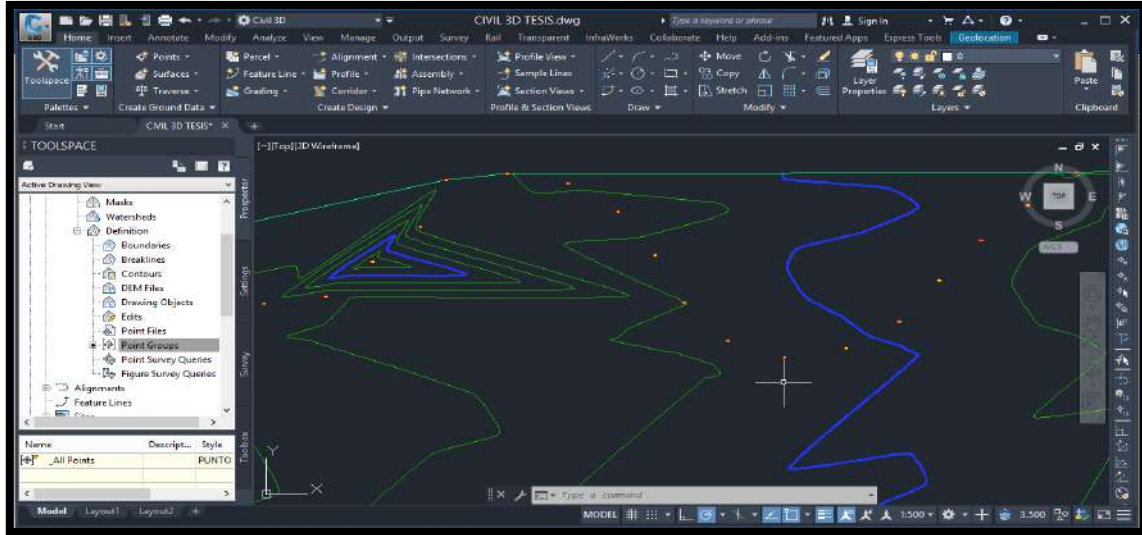 Civil 3D CIVIL 3D TESIS.dwg Type a keyword or phrase Sign In
C3D
Home Insert Annotate Modify Analyze View Manage Output Survey Rail Transparent InfraWorks Collaborate Help Add-ins Featured Apps Express Tools Geolocation
Toolspace
Points
Surfaces
Traverse
Parcel
Feature Line
Grading
Alignment
Profile
Corridor
Intersections
Assembly
Pipe Network
Profile View
Sample Lines
Section Views
Move
Copy
Stretch
Layer
Properties
0
Paste
Palettes Create Ground Data Create Design Profile & Section Views Draw Modify Layers Clipboard
Start CIVIL 3D TESIS*
TOOLSPACE
Active Drawing View
Masks
Watersheds
Definition
Boundaries
Breaklines
Contours
DEM Files
Drawing Objects
Edits
Point Files
Point Groups
Point Survey Queries
Figure Survey Queries
Alignments
Feature Lines
Sites
Name Descript... Style
_All Points PUNTO
Prospector
Settings
Survey
Toolbox
[-][Top][2D Wireframe]
N
W TOP E
S
WCS
Y
X
Type a command
Model Layout1 Layout2 +
MODEL 1:500 3.500